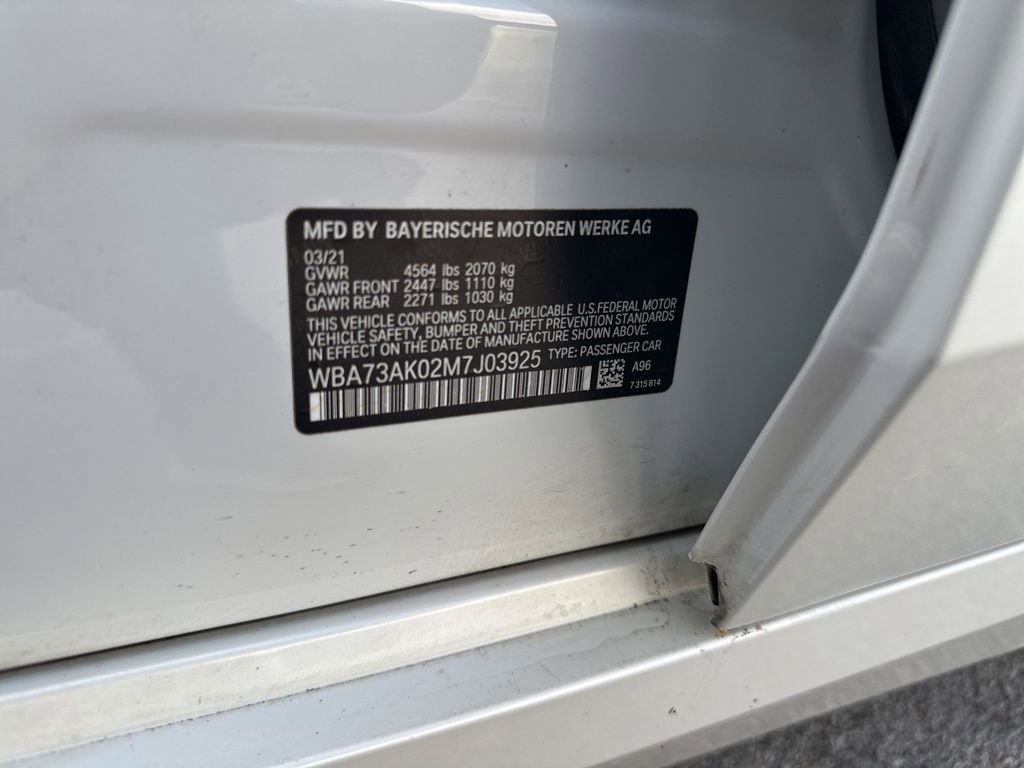 MFD BY BAYERISCHE MOTOREN WERKE AG
03/21
GVWR 4564 lbs 2070 kg
GAWR FRONT 2447 lbs 1110 kg
GAWR REAR 2271 lbs 1030 kg
THIS VEHICLE CONFORMS TO ALL APPLICABLE U.S.FEDERAL MOTOR
VEHICLE SAFETY, BUMPER AND THEFT PREVENTION STANDARDS
IN EFFECT ON THE DATE OF MANUFACTURE SHOWN ABOVE.
WBA73AK02M7J03925 TYPE: PASSENGER CAR
A96
7 315 814